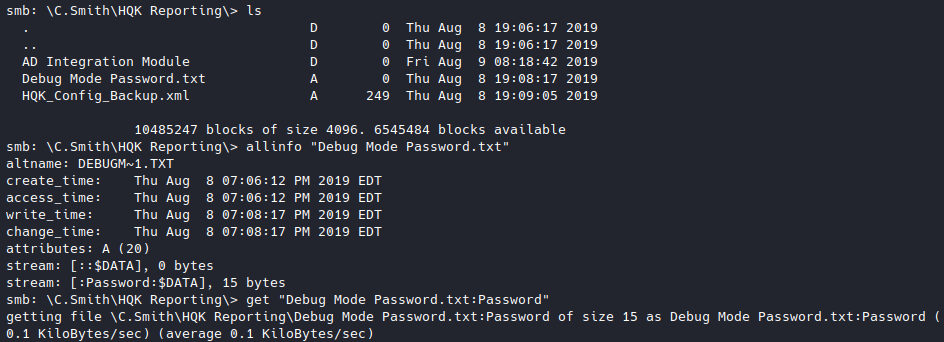 smb: \C.Smith\HQK Reporting\> ls
  .                                   D        0  Thu Aug  8 19:06:17 2019
  ..                                  D        0  Thu Aug  8 19:06:17 2019
  AD Integration Module               D        0  Fri Aug  9 08:18:42 2019
  Debug Mode Password.txt             A        0  Thu Aug  8 19:08:17 2019
  HQK_Config_Backup.xml               A      249  Thu Aug  8 19:09:05 2019

                10485247 blocks of size 4096. 6545484 blocks available
smb: \C.Smith\HQK Reporting\> allinfo "Debug Mode Password.txt"
altname: DEBUGM~1.TXT
create_time:    Thu Aug  8 07:06:12 PM 2019 EDT
access_time:    Thu Aug  8 07:06:12 PM 2019 EDT
write_time:     Thu Aug  8 07:08:17 PM 2019 EDT
change_time:    Thu Aug  8 07:08:17 PM 2019 EDT
attributes: A (20)
stream: [::$DATA], 0 bytes
stream: [:Password:$DATA], 15 bytes
smb: \C.Smith\HQK Reporting\> get "Debug Mode Password.txt:Password"
getting file \C.Smith\HQK Reporting\Debug Mode Password.txt:Password of size 15 as Debug Mode Password.txt:Password (
0.1 KiloBytes/sec) (average 0.1 KiloBytes/sec)